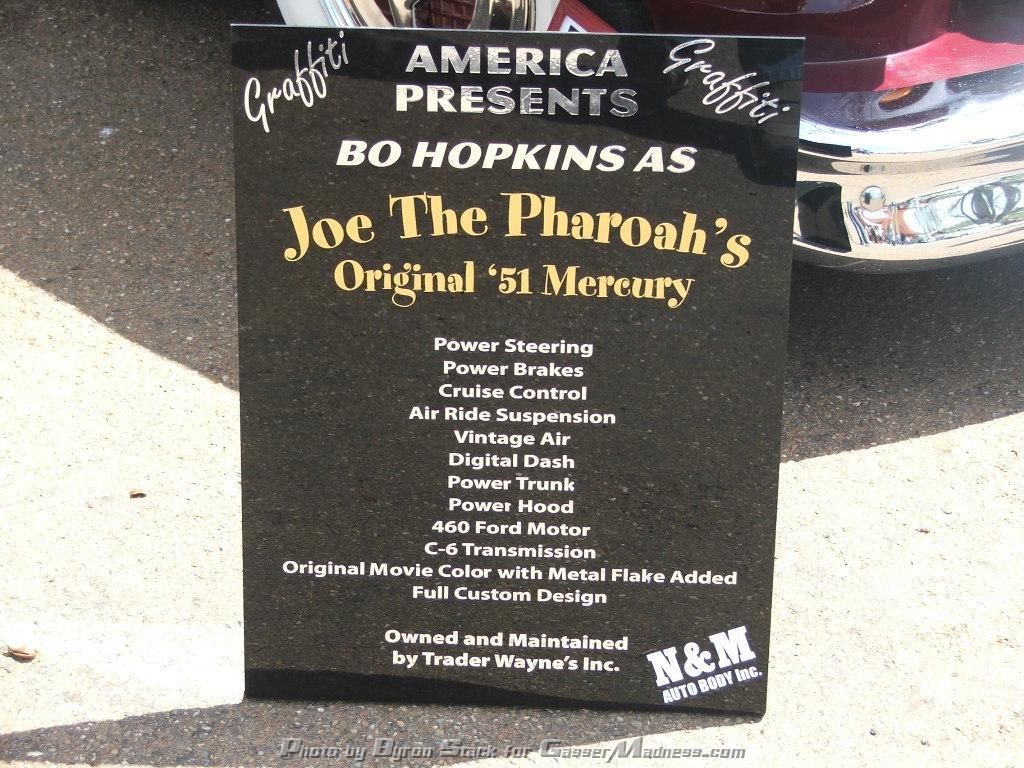 Graffiti
AMERICA
PRESENTS
Graffiti
BO HOPKINS AS
Joe The Pharoah's
Original '51 Mercury
Power Steering
Power Brakes
Cruise Control
Air Ride Suspension
Vintage Air
Digital Dash
Power Trunk
Power Hood
460 Ford Motor
C-6 Transmission
Original Movie Color with Metal Flake Added
Full Custom Design
Owned and Maintained
by Trader Wayne's Inc.
N&M
AUTO BODY Inc.
Photo by Byron Stack for GasserMadness.com